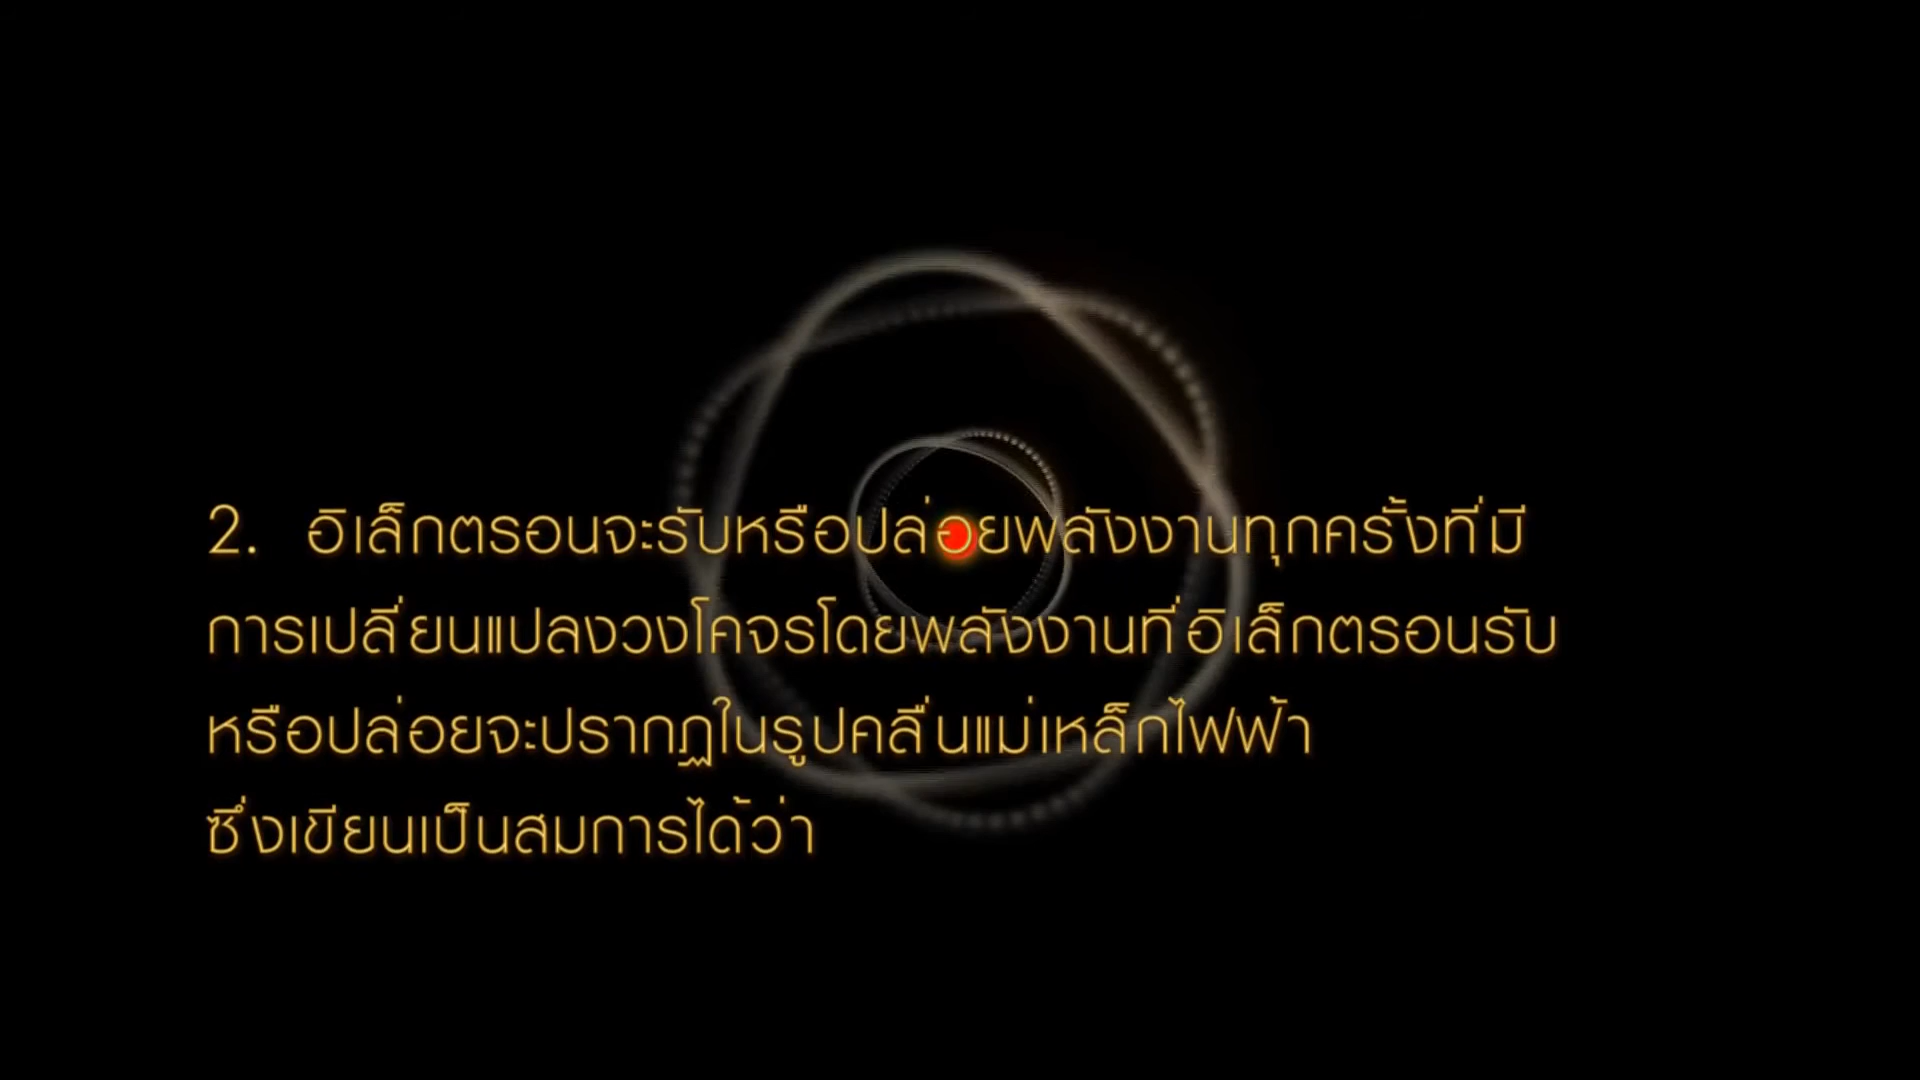 2. อิเล็กตรอนจะรับหรือปล่อยพลังงานทุกครั้งที่มี
การเปลี่ยนแปลงวงโคจรโดยพลังงานที่อิเล็กตรอนรับ
หรือปล่อยจะปรากฏในรูปคลื่นแม่เหล็กไฟฟ้า
ซึ่งเขียนเป็นสมการได้ว่า